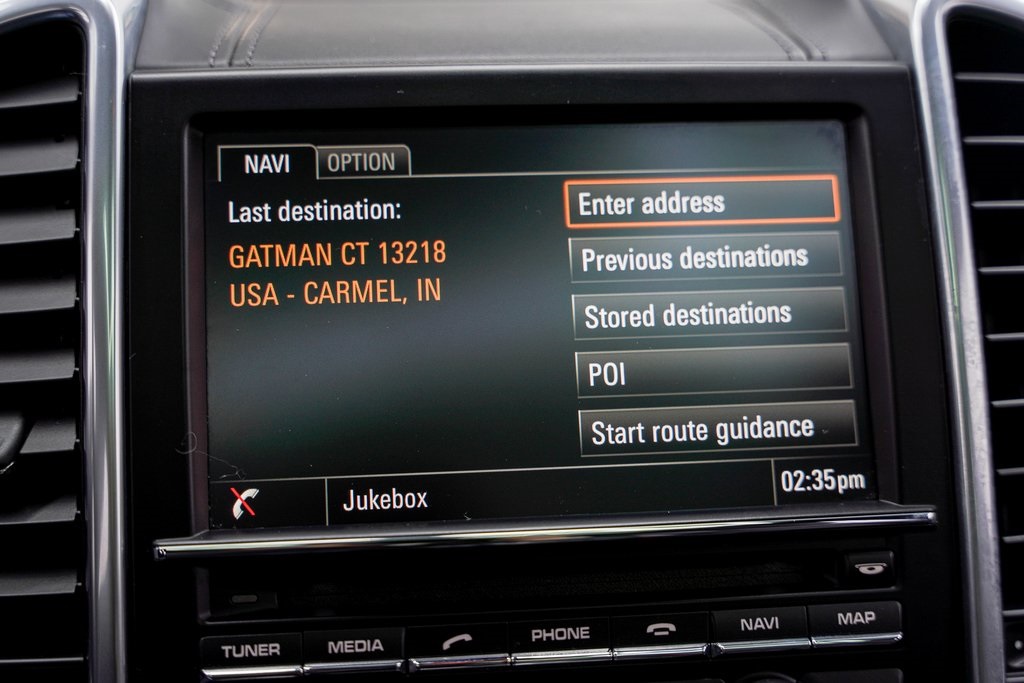 NAVI OPTION
Last destination:
GATMAN CT 13218
USA - CARMEL, IN
Enter address
Previous destinations
Stored destinations
POI
Start route guidance
Jukebox
02:35pm
TUNER MEDIA PHONE NAVI MAP